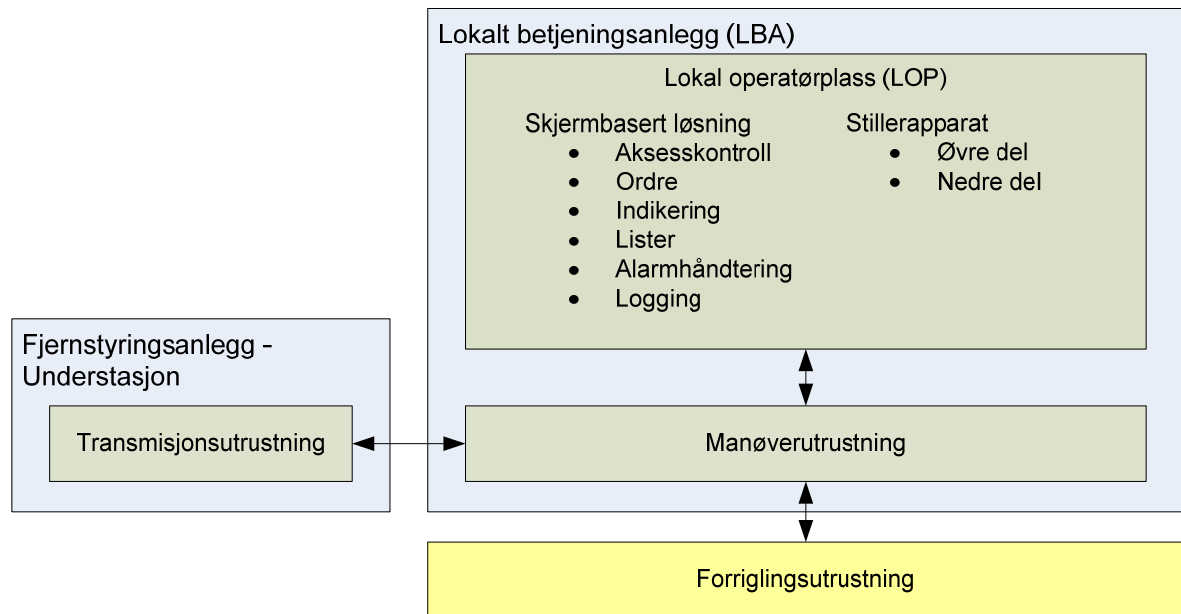 Lokalt betjeningsanlegg (LBA)
Lokal operatørplass (LOP)
Skjermbasert løsning
• Aksesskontroll
• Ordre
• Indikering
• Lister
• Alarmhåndtering
• Logging
Stillerapparat
• Øvre del
• Nedre del
Fjernstyringsanlegg -
Understasjon
Transmisjonsutrustning
Manøverutrustning
Forriglingsutrustning